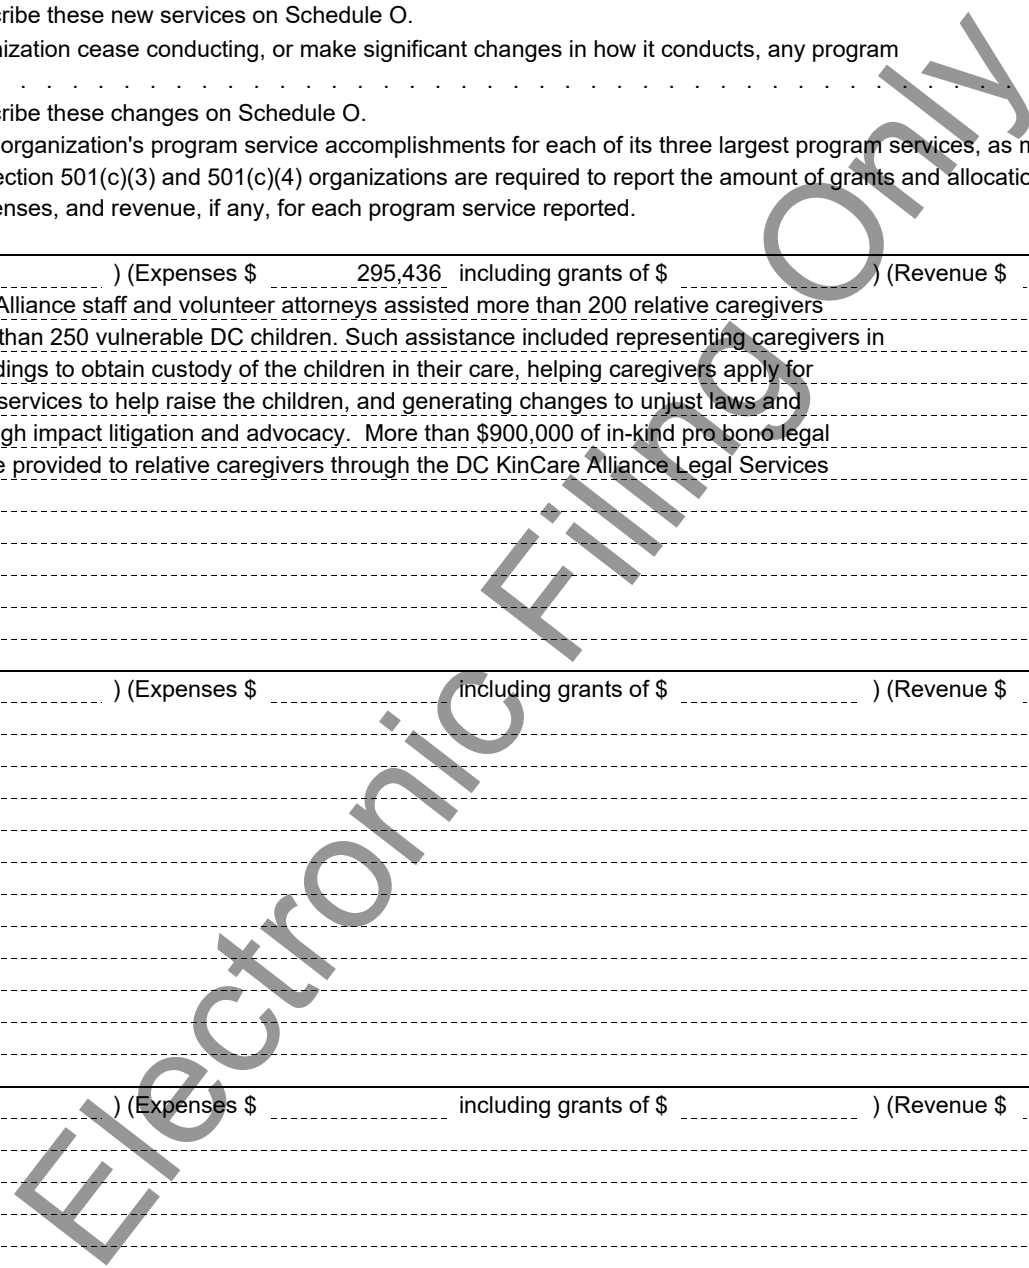 cribe these new services on Schedule O.
nization cease conducting, or make significant changes in how it conducts, any program
. . . . . . . . . . . . . . . . . . . . . . . . . . . . . . . . . . . . . . .
cribe these changes on Schedule O.
organization's program service accomplishments for each of its three largest program services, as m
ection 501(c)(3) and 501(c)(4) organizations are required to report the amount of grants and allocatio
enses, and revenue, if any, for each program service reported.
) (Expenses $ 295,436 including grants of $ ) (Revenue $
Alliance staff and volunteer attorneys assisted more than 200 relative caregivers
than 250 vulnerable DC children. Such assistance included representing caregivers in
dings to obtain custody of the children in their care, helping caregivers apply for
services to help raise the children, and generating changes to unjust laws and
gh impact litigation and advocacy.  More than $900,000 of in-kind pro bono legal
e provided to relative caregivers through the DC KinCare Alliance Legal Services
) (Expenses $ including grants of $ ) (Revenue $
) (Expenses $ including grants of $ ) (Revenue $
Electronic Filing Only